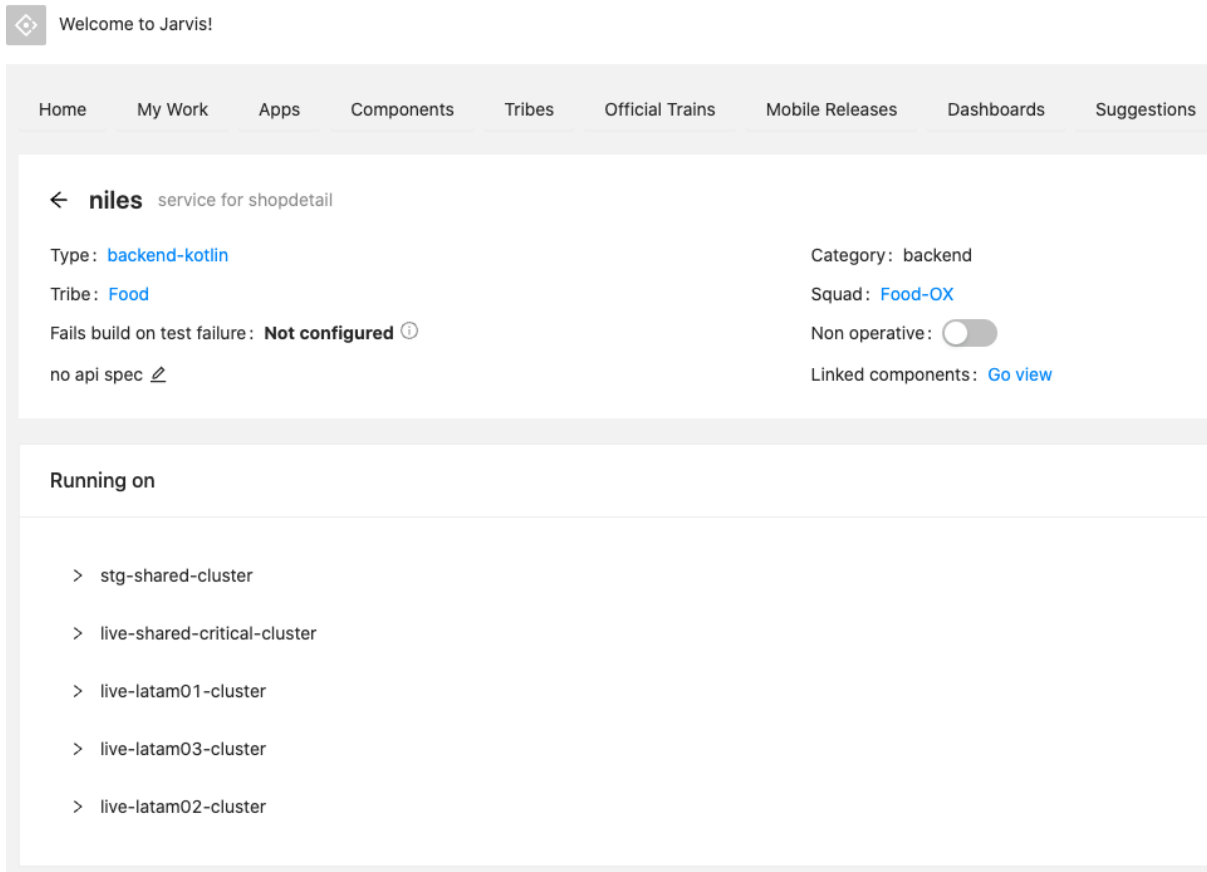 Welcome to Jarvis!
Home My Work Apps Components Tribes Official Trains Mobile Releases Dashboards Suggestions
niles service for shopdetail
Type: backend-kotlin Category: backend
Tribe: Food Squad: Food-OX
Fails build on test failure: Not configured Non operative:
no api spec Linked components: Go view
Running on
stg-shared-cluster
live-shared-critical-cluster
live-latam01-cluster
live-latam03-cluster
live-latam02-cluster